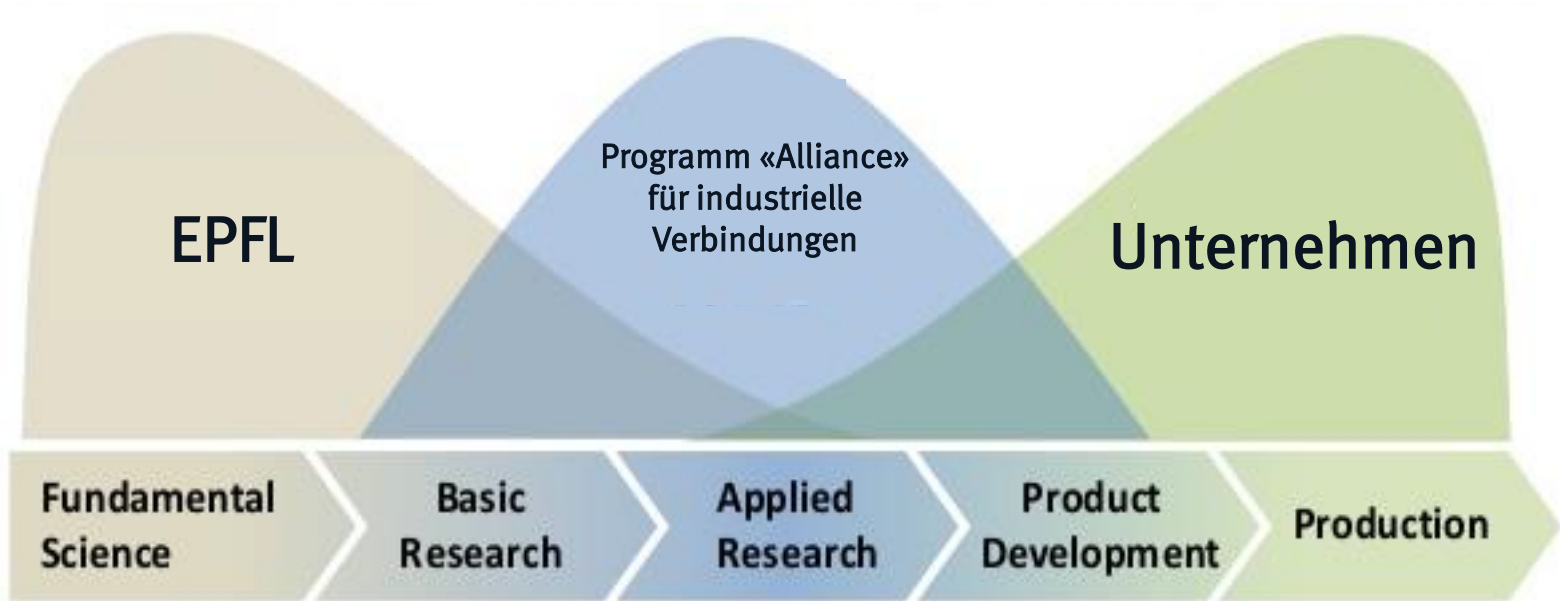 EPFL
Programm «Alliance»
für industrielle
Verbindungen
Unternehmen
Fundamental
Science
Basic
Research
Applied
Research
Product
Development
Production